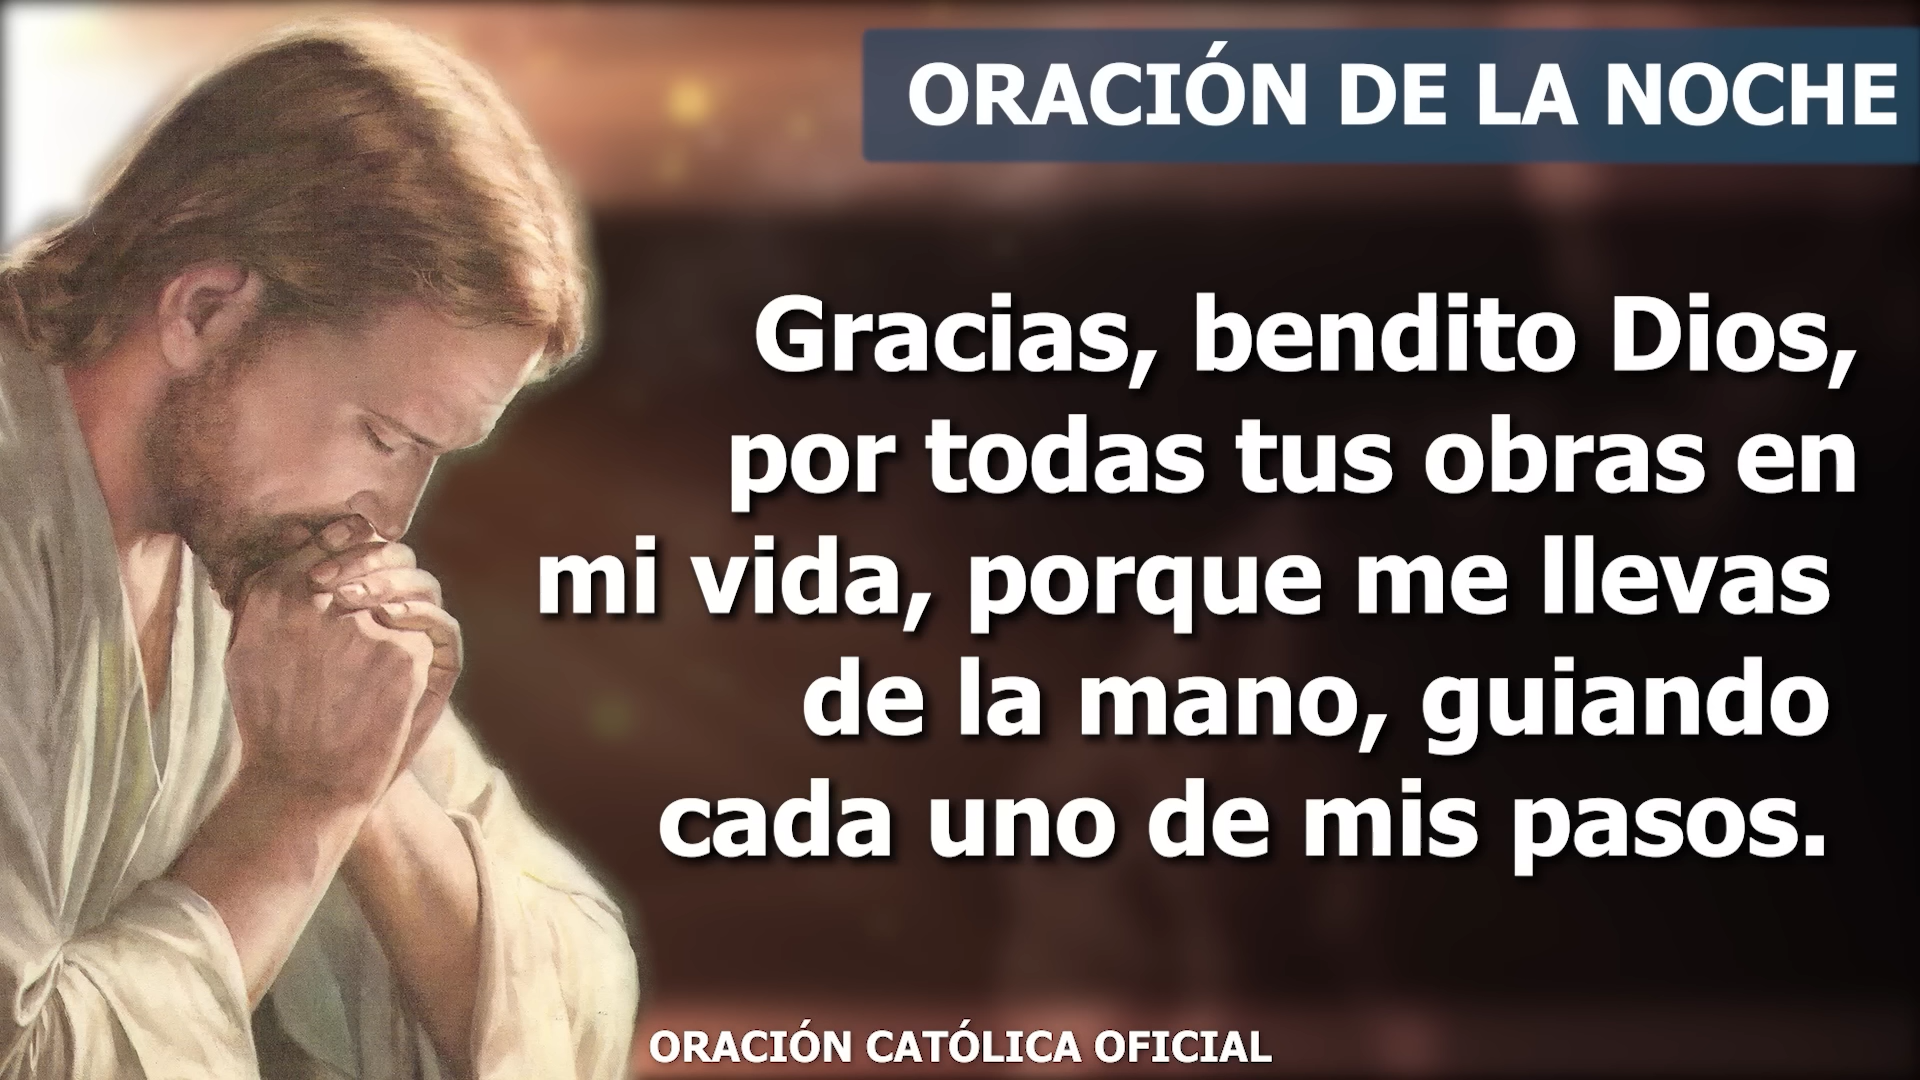 ORACIÓN DE LA NOCHE
Gracias, bendito Dios,
por todas tus obras en
mi vida, porque me llevas
de la mano, guiando
cada uno de mis pasos.
ORACIÓN CATÓLICA OFICIAL